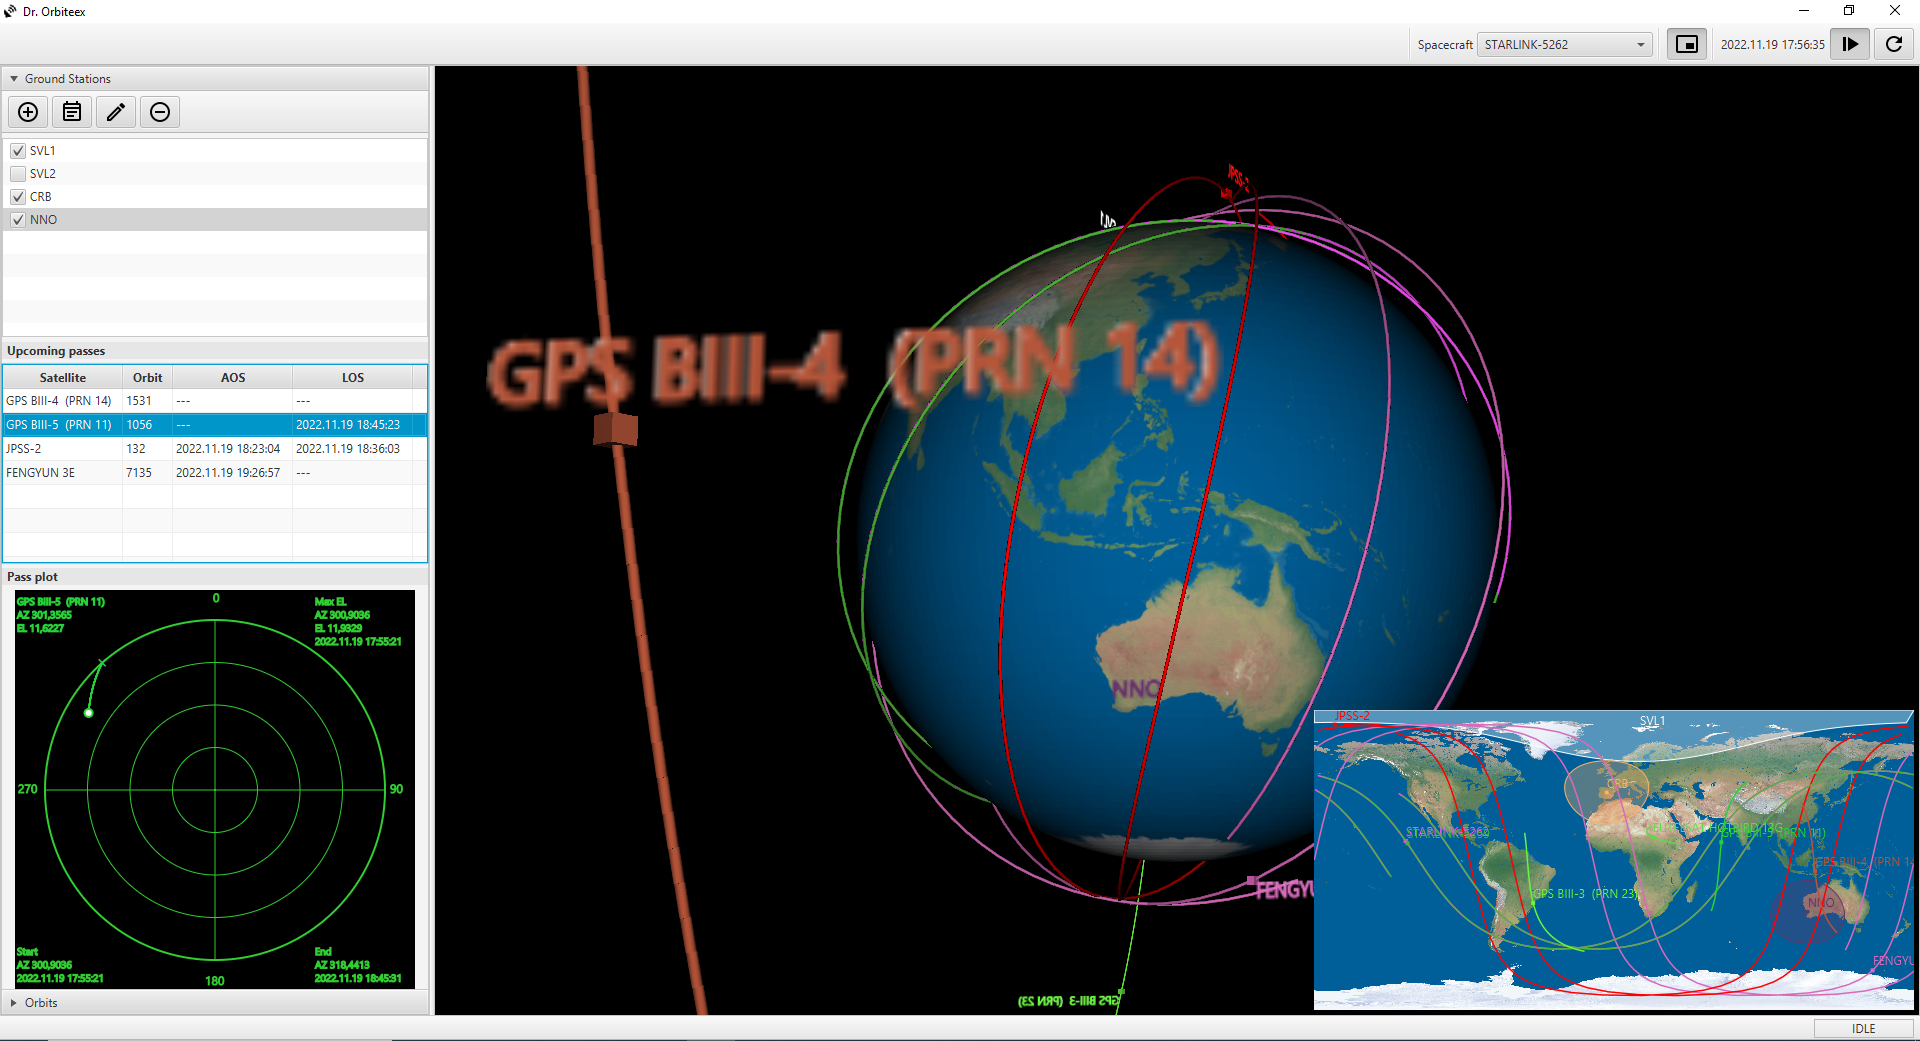 Dr. Orbiteex
Spacecraft STARLINK-5262 2022.11.19 17:56:35
Ground Stations
SVL1
SVL2
CRB
NNO
Upcoming passes
Satellite Orbit AOS LOS
GPS BIII-4 (PRN 14) 1531 --- ---
GPS BIII-5 (PRN 11) 1056 --- 2022.11.19 18:45:23
JPSS-2 132 2022.11.19 18:23:04 2022.11.19 18:36:03
FENGYUN 3E 7135 2022.11.19 19:26:57 ---
Pass plot
GPS BIII-5 (PRN 11)
AZ 301,3565
EL 11,6227
0
Max EL
AZ 300,9036
EL 11,9329
2022.11.19 17:55:21
270
90
Start
AZ 300,9036
2022.11.19 17:55:21
180
End
AZ 318,4413
2022.11.19 18:45:31
Orbits
JPSS-2
GPS BIII-4 (PRN 14)
NNO
FENGYU
GPS BIII-3 (PRN 23)
JPSS-2
SVL1
CRB
STARLINK-5262
HOTBIRD 13G
GPS BIII-4 (PRN 1
GPS BIII-3 (PRN 23)
NNO
FENGYU
IDLE